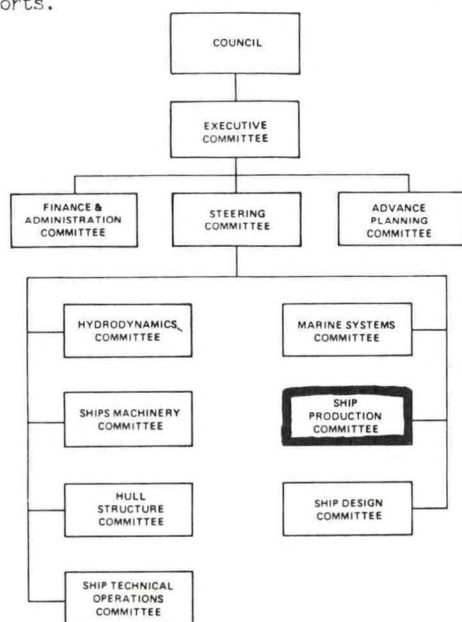 orts.
COUNCIL
EXECUTIVE
COMMITTEE
FINANCE &
ADMINISTRATION
COMMITTEE
STEERING
COMMITTEE
ADVANCE
PLANNING
COMMITTEE
HYDRODYNAMICS
COMMITTEE
MARINE SYSTEMS
COMMITTEE
SHIPS MACHINERY
COMMITTEE
SHIP
PRODUCTION
COMMITTEE
HULL
STRUCTURE
COMMITTEE
SHIP DESIGN
COMMITTEE
SHIP TECHNICAL
OPERATIONS
COMMITTEE